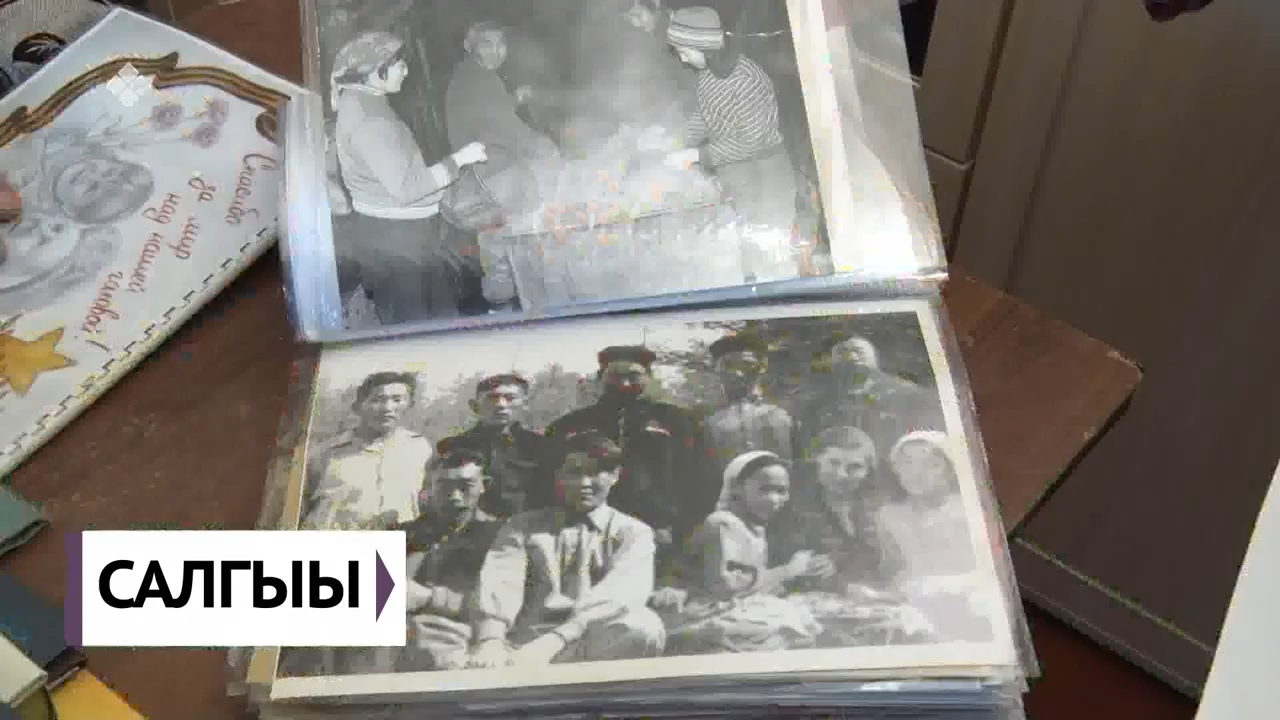 Спасибо
за мир
над нашей
головой!
САЛГЫЫ